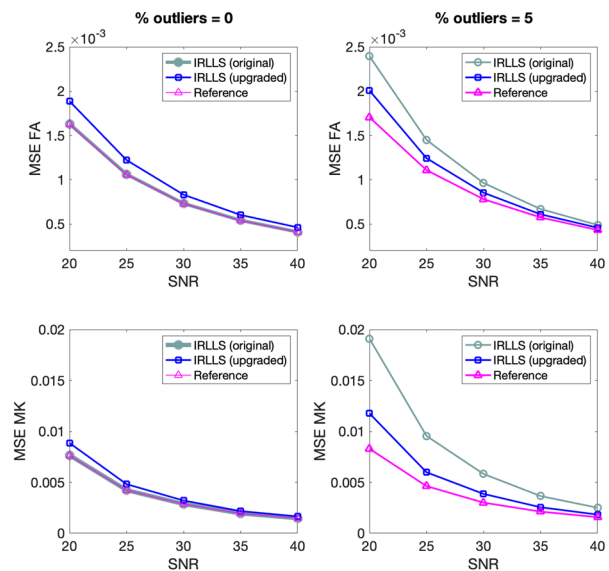 % outliers = 0
×10⁻³
2.5
2
1.5
1
0.5
MSE FA
20 25 30 35 40
SNR
IRLLS (original)
IRLLS (upgraded)
Reference
% outliers = 5
×10⁻³
2.5
2
1.5
1
0.5
MSE FA
20 25 30 35 40
SNR
IRLLS (original)
IRLLS (upgraded)
Reference
0.02
0.015
0.01
0.005
0
MSE MK
20 25 30 35 40
SNR
IRLLS (original)
IRLLS (upgraded)
Reference
0.02
0.015
0.01
0.005
0
MSE MK
20 25 30 35 40
SNR
IRLLS (original)
IRLLS (upgraded)
Reference